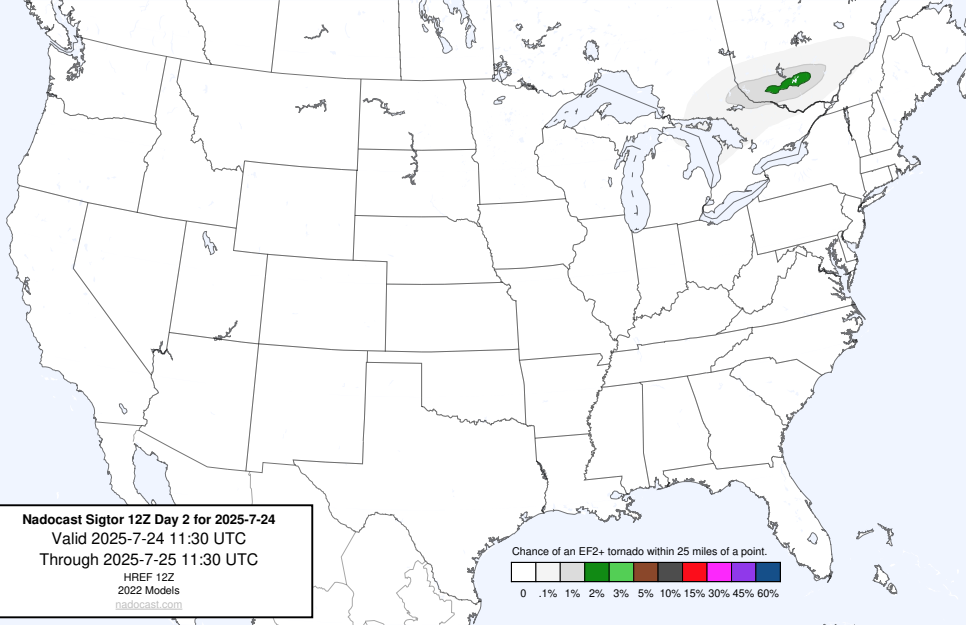 Nadocast Sigtor 12Z Day 2 for 2025-7-24
Valid 2025-7-24 11:30 UTC
Through 2025-7-25 11:30 UTC
HREF 12Z
2022 Models
nadocast.com
Chance of an EF2+ tornado within 25 miles of a point.
0 .1% 1% 2% 3% 5% 10% 15% 30% 45% 60%